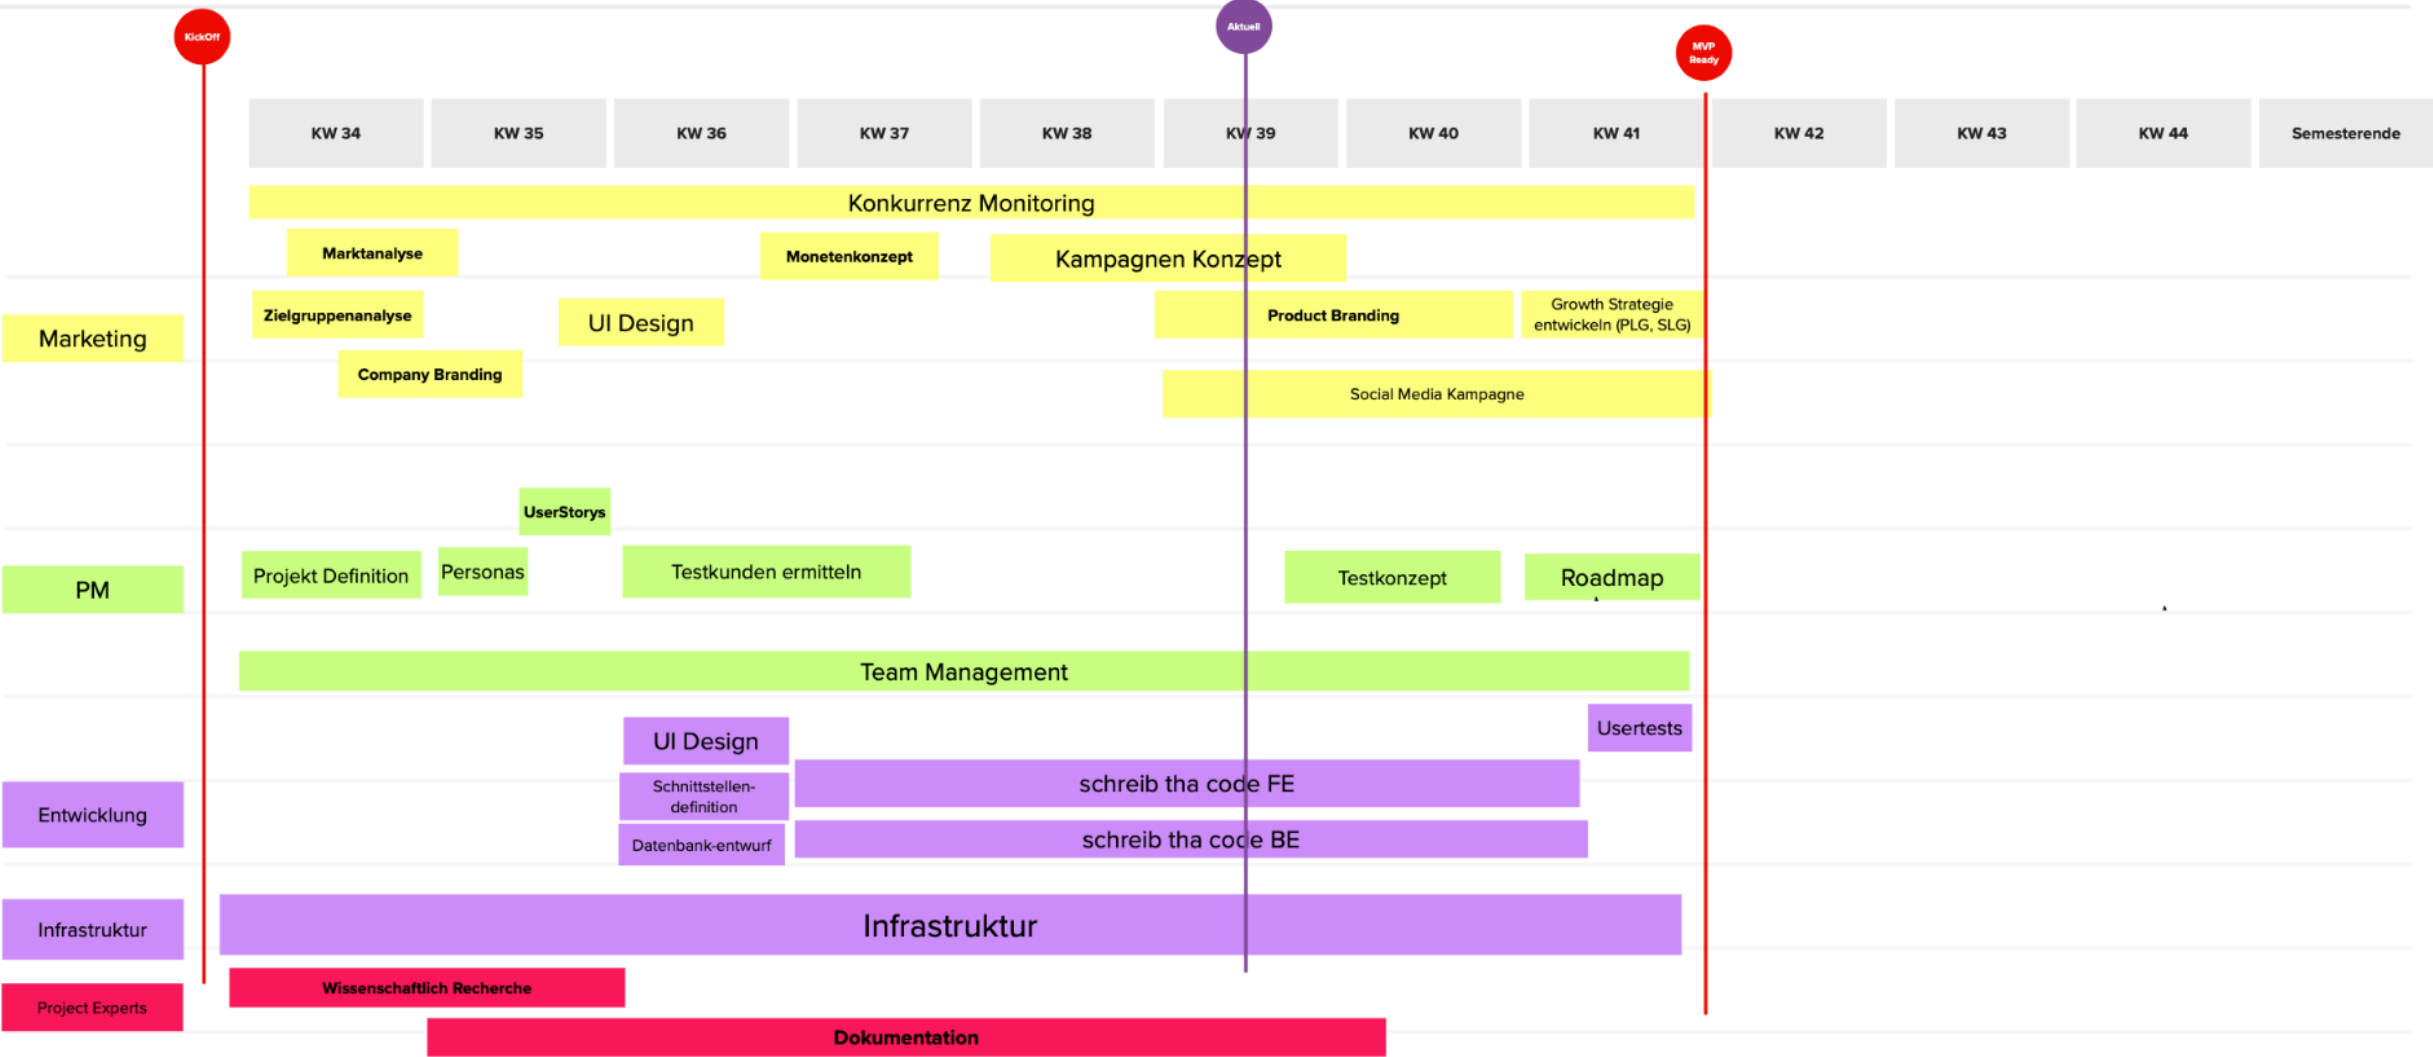 KickOff
Aktuell
MVP
Ready
KW 34
KW 35
KW 36
KW 37
KW 38
KW 39
KW 40
KW 41
KW 42
KW 43
KW 44
Semesterende
Konkurrenz Monitoring
Marktanalyse
Monetenkonzept
Kampagnen Konzept
Marketing
Zielgruppenanalyse
UI Design
Product Branding
Growth Strategie
entwickeln (PLG, SLG)
Company Branding
Social Media Kampagne
UserStorys
PM
Projekt Definition
Personas
Testkunden ermitteln
Testkonzept
Roadmap
Team Management
Entwicklung
UI Design
Usertests
Schnittstellen-
definition
schreib tha code FE
Datenbank-entwurf
schreib tha code BE
Infrastruktur
Infrastruktur
Project Experts
Wissenschaftlich Recherche
Dokumentation